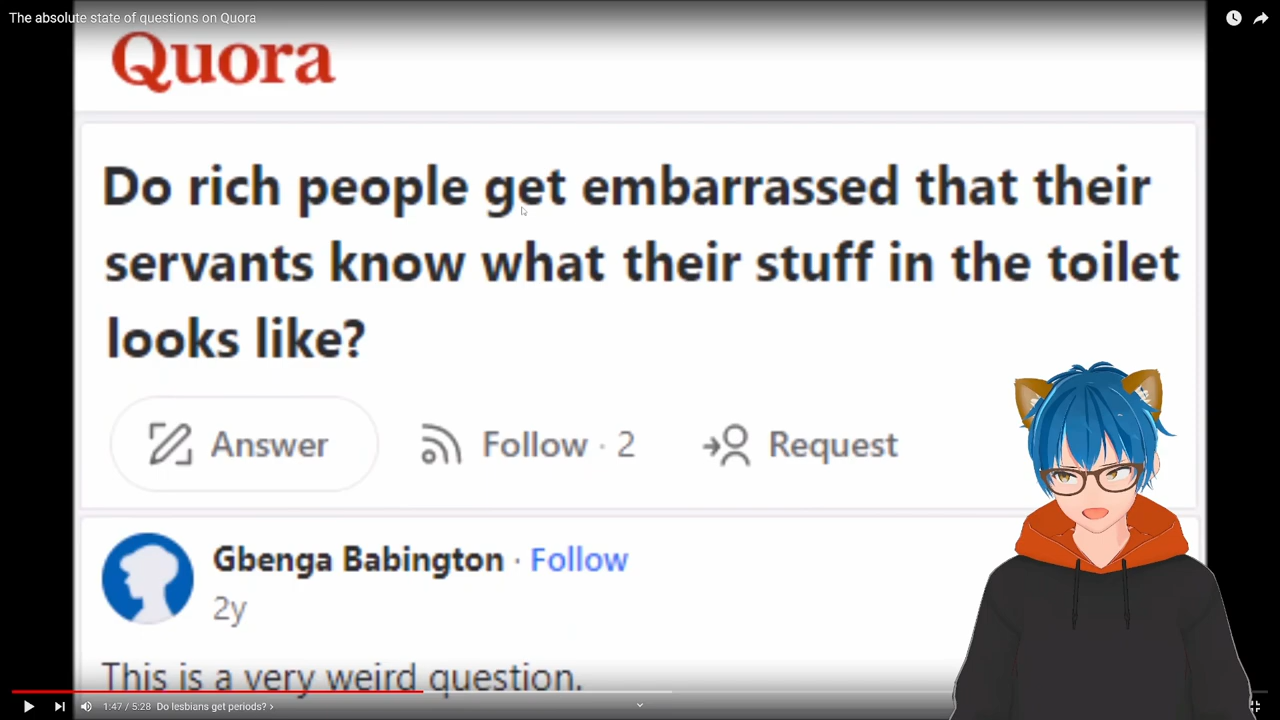 The absolute state of questions on Quora
Quora
Do rich people get embarrassed that their
servants know what their stuff in the toilet
looks like?
Answer
Follow · 2
Request
Gbenga Babington · Follow
2y
This is a very weird question.
1:47 / 5:28 Do lesbians get periods? ›